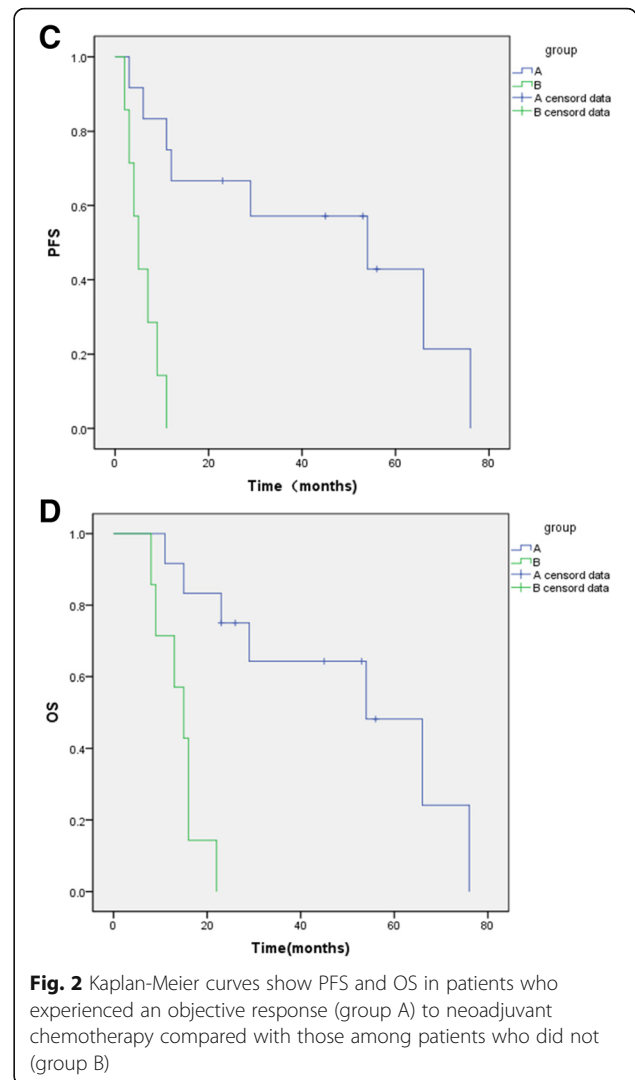 C
group
A
B
A censord data
B censord data
1.0
0.8
0.6
0.4
0.2
0.0
PFS
0 20 40 60 80
Time（months)
D
group
A
B
A censord data
B censord data
1.0
0.8
0.6
0.4
0.2
0.0
OS
0 20 40 60 80
Time(months)
Fig. 2 Kaplan-Meier curves show PFS and OS in patients who
experienced an objective response (group A) to neoadjuvant
chemotherapy compared with those among patients who did not
(group B)